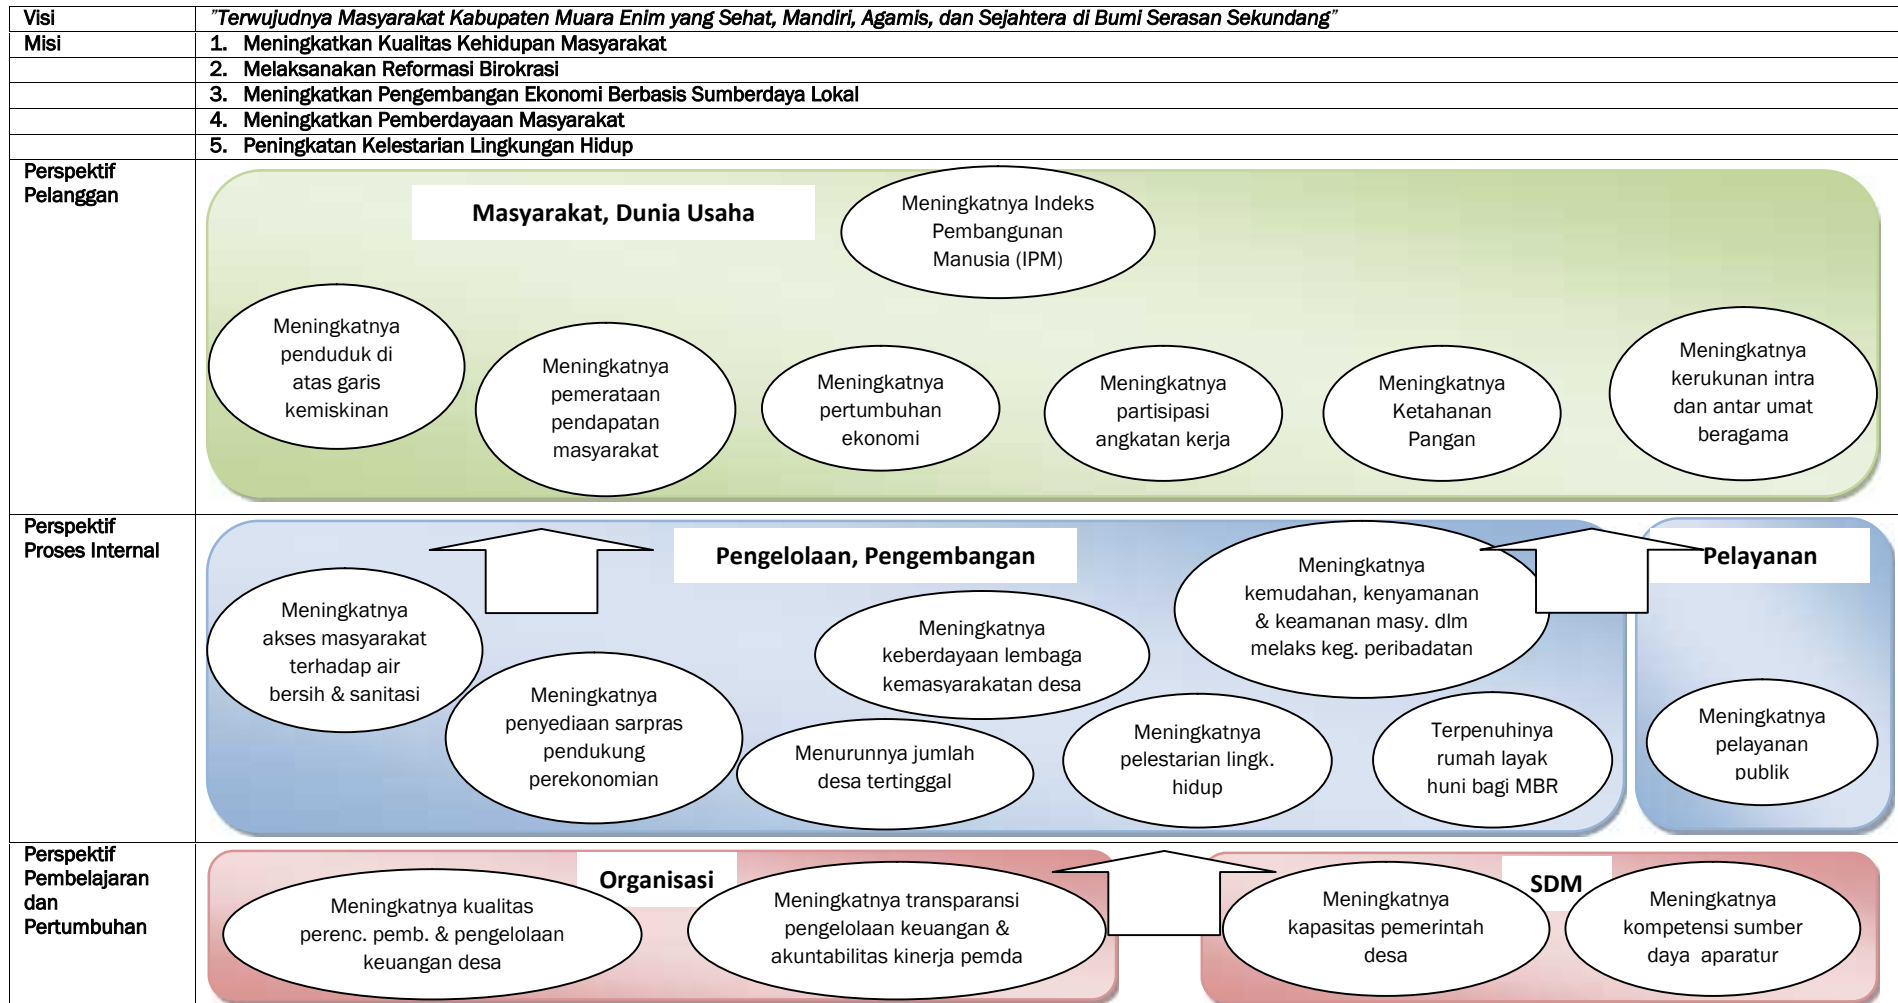 Visi ”Terwujudnya Masyarakat Kabupaten Muara Enim yang Sehat, Mandiri, Agamis, dan Sejahtera di Bumi Serasan Sekundang”
Misi 1. Meningkatkan Kualitas Kehidupan Masyarakat
2. Melaksanakan Reformasi Birokrasi
3. Meningkatkan Pengembangan Ekonomi Berbasis Sumberdaya Lokal
4. Meningkatkan Pemberdayaan Masyarakat
5. Peningkatan Kelestarian Lingkungan Hidup
Perspektif
Pelanggan
Masyarakat, Dunia Usaha
Meningkatnya Indeks
Pembangunan
Manusia (IPM)
Meningkatnya
penduduk di
atas garis
kemiskinan
Meningkatnya
pemerataan
pendapatan
masyarakat
Meningkatnya
pertumbuhan
ekonomi
Meningkatnya
partisipasi
angkatan kerja
Meningkatnya
Ketahanan
Pangan
Meningkatnya
kerukunan intra
dan antar umat
beragama
Perspektif
Proses Internal
Pengelolaan, Pengembangan
Pelayanan
Meningkatnya
akses masyarakat
terhadap air
bersih & sanitasi
Meningkatnya
penyediaan sarpras
pendukung
perekonomian
Meningkatnya
keberdayaan lembaga
kemasyarakatan desa
Menurunnya jumlah
desa tertinggal
Meningkatnya
kemudahan, kenyamanan
& keamanan masy. dlm
melaks keg. peribadatan
Meningkatnya
pelestarian lingk.
hidup
Terpenuhinya
rumah layak
huni bagi MBR
Meningkatnya
pelayanan
publik
Perspektif
Pembelajaran
dan
Pertumbuhan
Organisasi
SDM
Meningkatnya kualitas
perenc. pemb. & pengelolaan
keuangan desa
Meningkatnya transparansi
pengelolaan keuangan &
akuntabilitas kinerja pemda
Meningkatnya
kapasitas pemerintah
desa
Meningkatnya
kompetensi sumber
daya aparatur